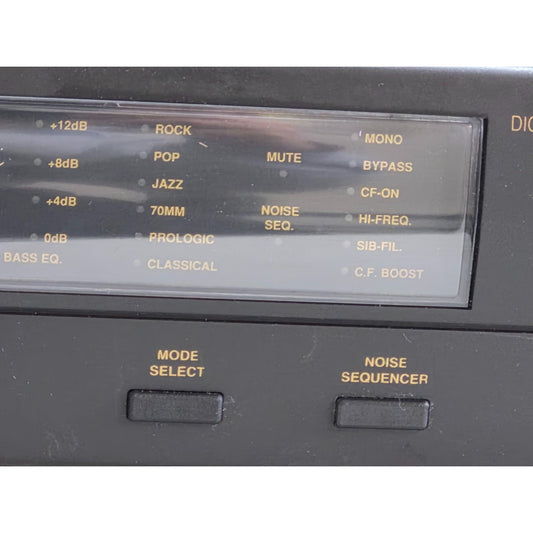 +12dB
+8dB
+4dB
0dB
BASS EQ.
ROCK
POP
JAZZ
70MM
PROLOGIC
CLASSICAL
MUTE
NOISE
SEQ.
MONO
BYPASS
CF-ON
HI-FREQ.
SIB-FIL.
C.F. BOOST
MODE
SELECT
NOISE
SEQUENCER